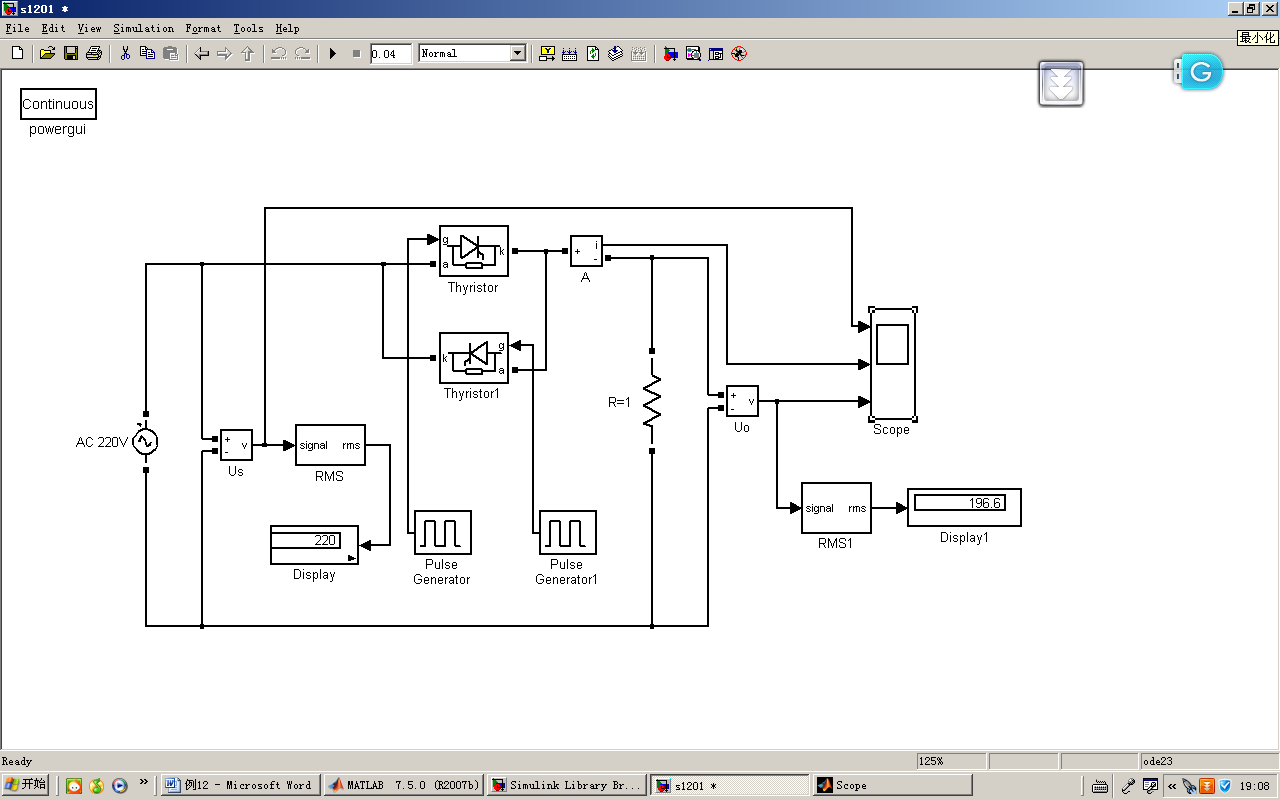 s1201 *
File Edit View Simulation Format Tools Help
最小化
0.04 Normal
G
Continuous
powergui
g
k
a
Thyristor
+
i
-
A
g
k
a
Thyristor1
AC 220V
+
-
v
Us
signal rms
RMS
R=1
+
-
v
Uo
Scope
220
Display
Pulse
Generator
Pulse
Generator1
signal rms
RMS1
196.6
Display1
Ready 125% ode23
开始 » 例12 - Microsoft Word MATLAB 7.5.0 (R2007b) Simulink Library Br... s1201 * Scope « 19:08